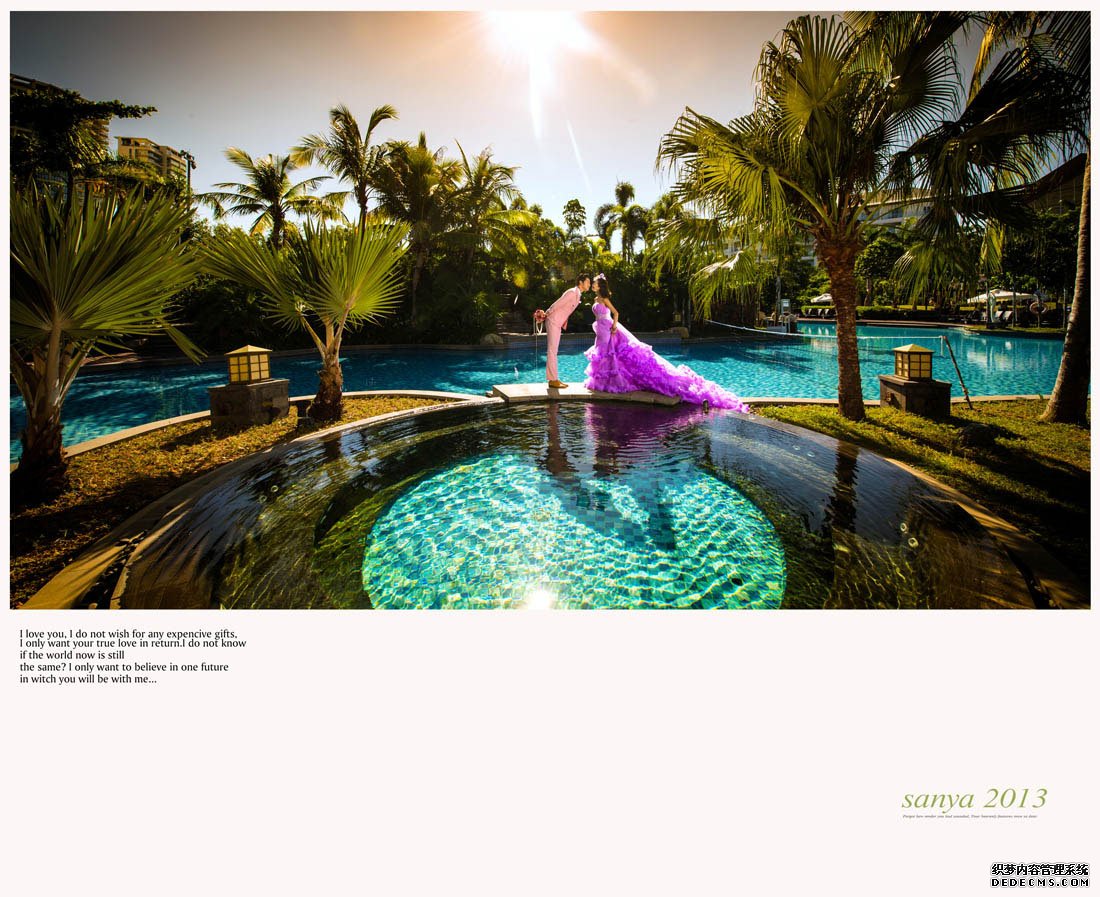 I love you, I do not wish for any expencive gifts,
I only want your true love in return.I do not know
if the world now is still
the same? I only want to believe in one future
in witch you will be with me...
sanya 2013
织梦内容管理系统
DEDECMS.COM